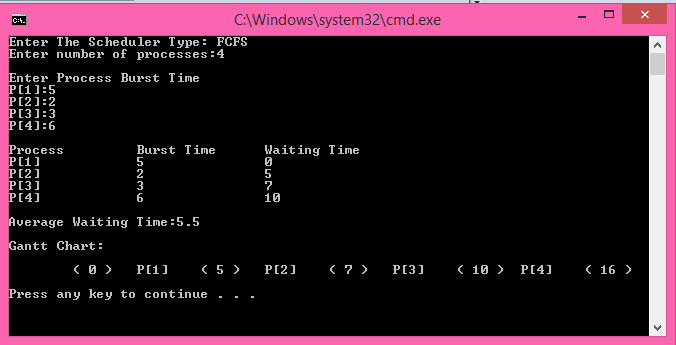 C:\Windows\system32\cmd.exe
Enter The Scheduler Type: FCFS
Enter number of processes:4
Enter Process Burst Time
P[1]:5
P[2]:2
P[3]:3
P[4]:6
Process Burst Time Waiting Time
P[1] 5 0
P[2] 2 5
P[3] 3 7
P[4] 6 10
Average Waiting Time:5.5
Gantt Chart:
( 0 ) P[1] ( 5 ) P[2] ( 7 ) P[3] ( 10 ) P[4] ( 16 )
Press any key to continue . . .